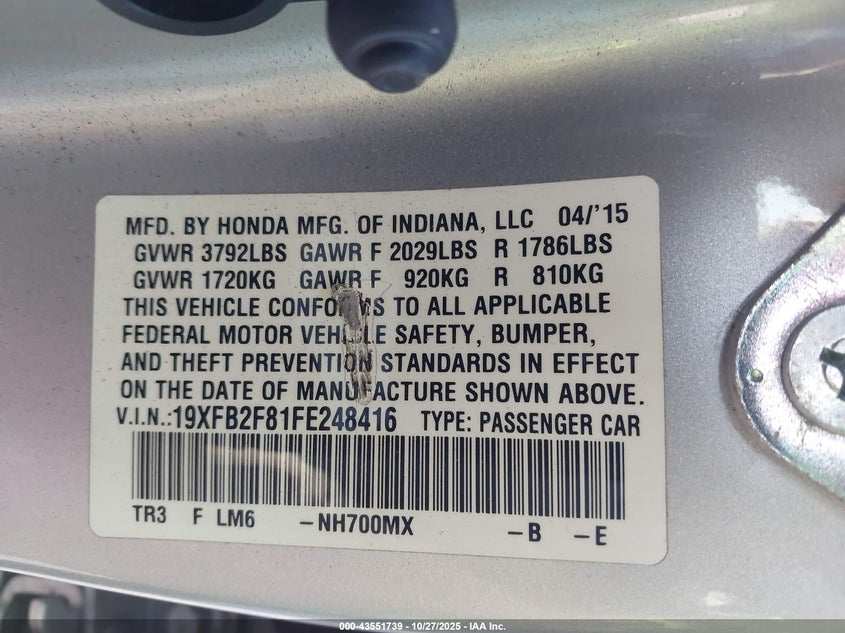 MFD. BY HONDA MFG. OF INDIANA, LLC 04/'15
GVWR 3792LBS GAWR F 2029LBS R 1786LBS
GVWR 1720KG GAWR F 920KG R 810KG
THIS VEHICLE CONFORMS TO ALL APPLICABLE
FEDERAL MOTOR VEHICLE SAFETY, BUMPER,
AND THEFT PREVENTION STANDARDS IN EFFECT
ON THE DATE OF MANUFACTURE SHOWN ABOVE.
V.I.N.:19XFB2F81FE248416 TYPE: PASSENGER CAR
TR3 F LM6 -NH700MX -B -E
000-43551739 - 10/27/2025 - IAA Inc.